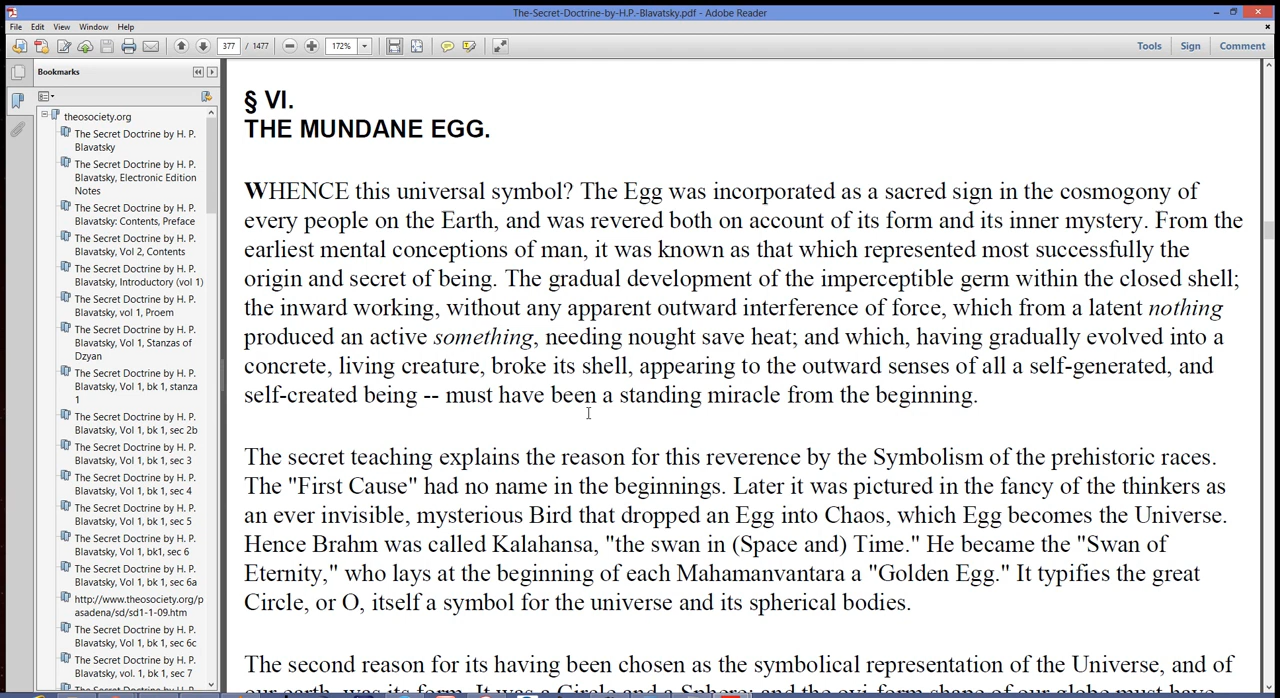 The-Secret-Doctrine-by-H.P.-Blavatsky.pdf - Adobe Reader
File Edit View Window Help
377 / 1477 172% Tools Sign Comment
Bookmarks
theosociety.org
The Secret Doctrine by H. P.
Blavatsky
The Secret Doctrine by H. P.
Blavatsky, Electronic Edition
Notes
The Secret Doctrine by H. P.
Blavatsky: Contents, Preface
The Secret Doctrine by H. P.
Blavatsky, Vol 2, Contents
The Secret Doctrine by H. P.
Blavatsky, Introductory (vol 1)
The Secret Doctrine by H. P.
Blavatsky, vol 1, Proem
The Secret Doctrine by H. P.
Blavatsky, Vol 1, Stanzas of
Dzyan
The Secret Doctrine by H. P.
Blavatsky, Vol 1, bk 1, stanza
1
The Secret Doctrine by H. P.
Blavatsky, Vol 1, bk 1, sec 2b
The Secret Doctrine by H. P.
Blavatsky, Vol 1, bk 1, sec 3
The Secret Doctrine by H. P.
Blavatsky, Vol 1, bk 1, sec 4
The Secret Doctrine by H. P.
Blavatsky, Vol 1, bk 1, sec 5
The Secret Doctrine by H. P.
Blavatsky, Vol 1, bk1, sec 6
The Secret Doctrine by H. P.
Blavatsky, Vol 1, bk 1, sec 6a
http://www.theosociety.org/p
asadena/sd/sd1-1-09.htm
The Secret Doctrine by H. P.
Blavatsky, Vol 1, bk 1, sec 6c
The Secret Doctrine by H. P.
Blavatsky, vol. 1, bk 1, sec 7
§ VI.
THE MUNDANE EGG.
WHENCE this universal symbol? The Egg was incorporated as a sacred sign in the cosmogony of
every people on the Earth, and was revered both on account of its form and its inner mystery. From the
earliest mental conceptions of man, it was known as that which represented most successfully the
origin and secret of being. The gradual development of the imperceptible germ within the closed shell;
the inward working, without any apparent outward interference of force, which from a latent nothing
produced an active something, needing nought save heat; and which, having gradually evolved into a
concrete, living creature, broke its shell, appearing to the outward senses of all a self-generated, and
self-created being -- must have been a standing miracle from the beginning.
The secret teaching explains the reason for this reverence by the Symbolism of the prehistoric races.
The "First Cause" had no name in the beginnings. Later it was pictured in the fancy of the thinkers as
an ever invisible, mysterious Bird that dropped an Egg into Chaos, which Egg becomes the Universe.
Hence Brahm was called Kalahansa, "the swan in (Space and) Time." He became the "Swan of
Eternity," who lays at the beginning of each Mahamanvantara a "Golden Egg." It typifies the great
Circle, or O, itself a symbol for the universe and its spherical bodies.
The second reason for its having been chosen as the symbolical representation of the Universe, and of
our earth, was its form. It was a Circle and a Sphere; and the ovi-form shape of our globe must have